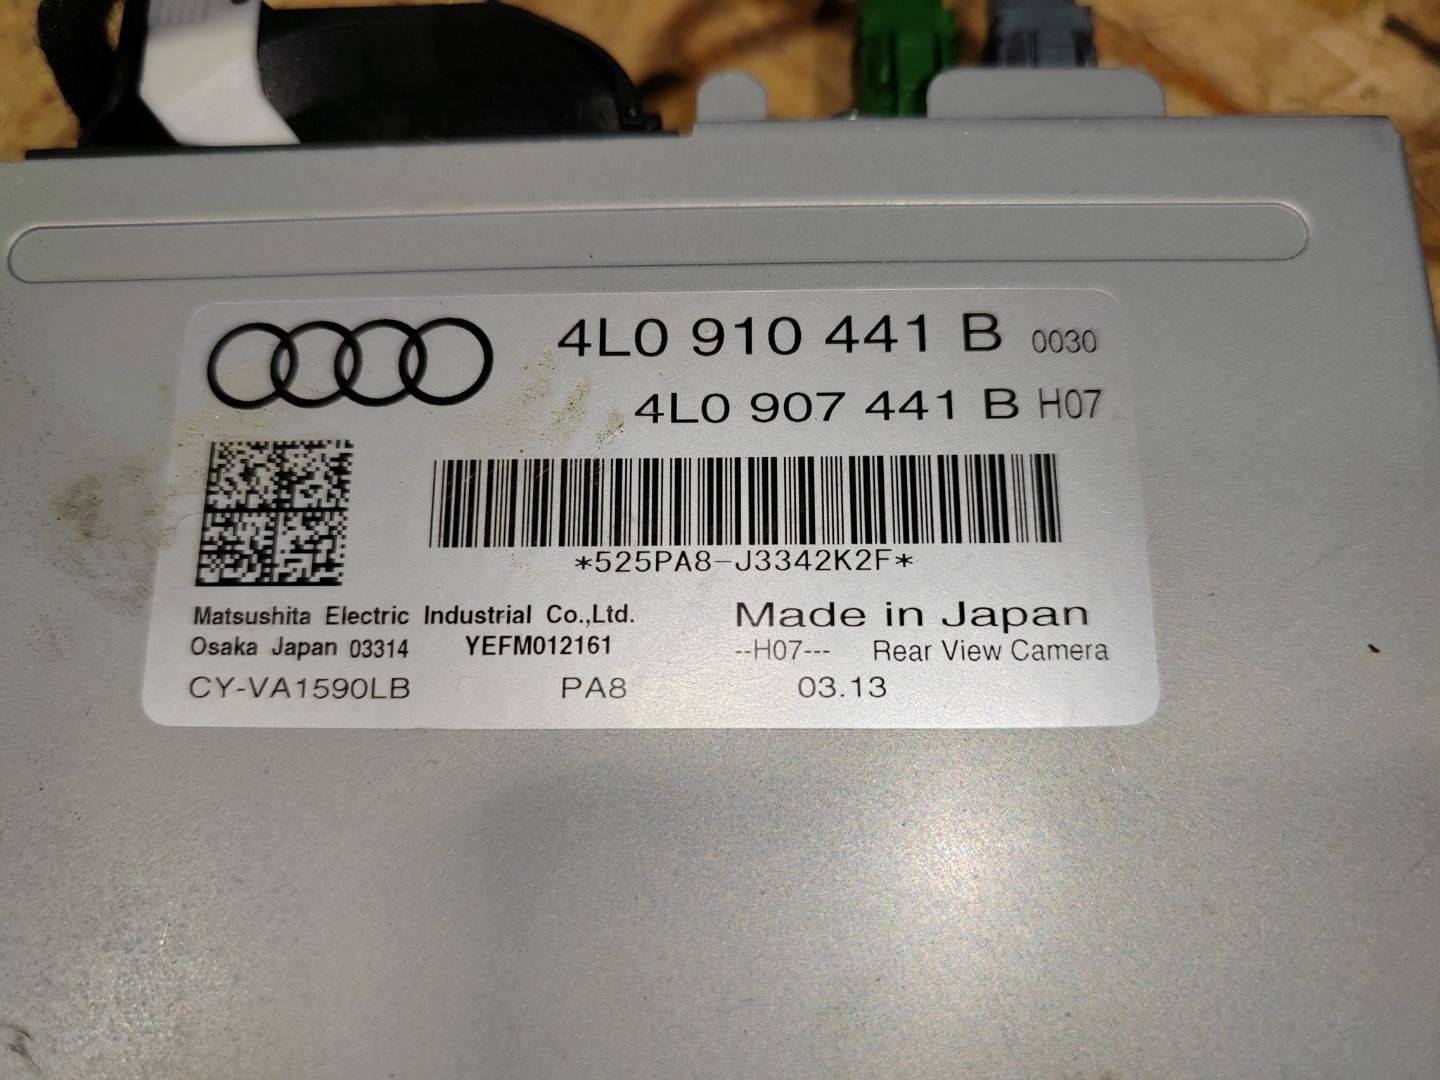 4L0 910 441 B 0030
4L0 907 441 B H07
*525PA8-J3342K2F*
Matsushita Electric Industrial Co.,Ltd.
Made in Japan
Osaka Japan 03314 YEFM012161
--H07--- Rear View Camera
CY-VA1590LB PA8 03.13